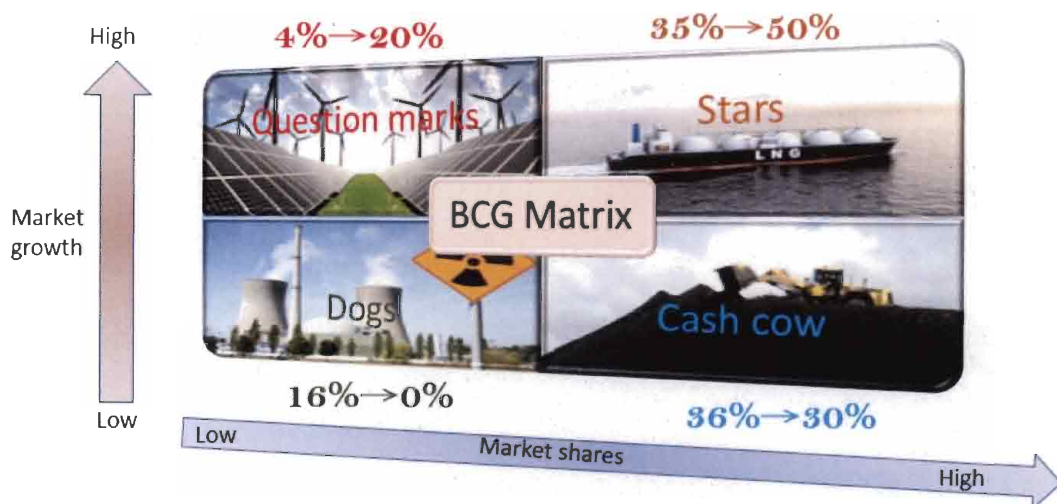 High
4%→20%
35%→50%
Question marks
Stars
LNG
Market
growth
BCG Matrix
Dogs
Cash cow
16%→0%
36%→30%
Low
Low
Market shares
High